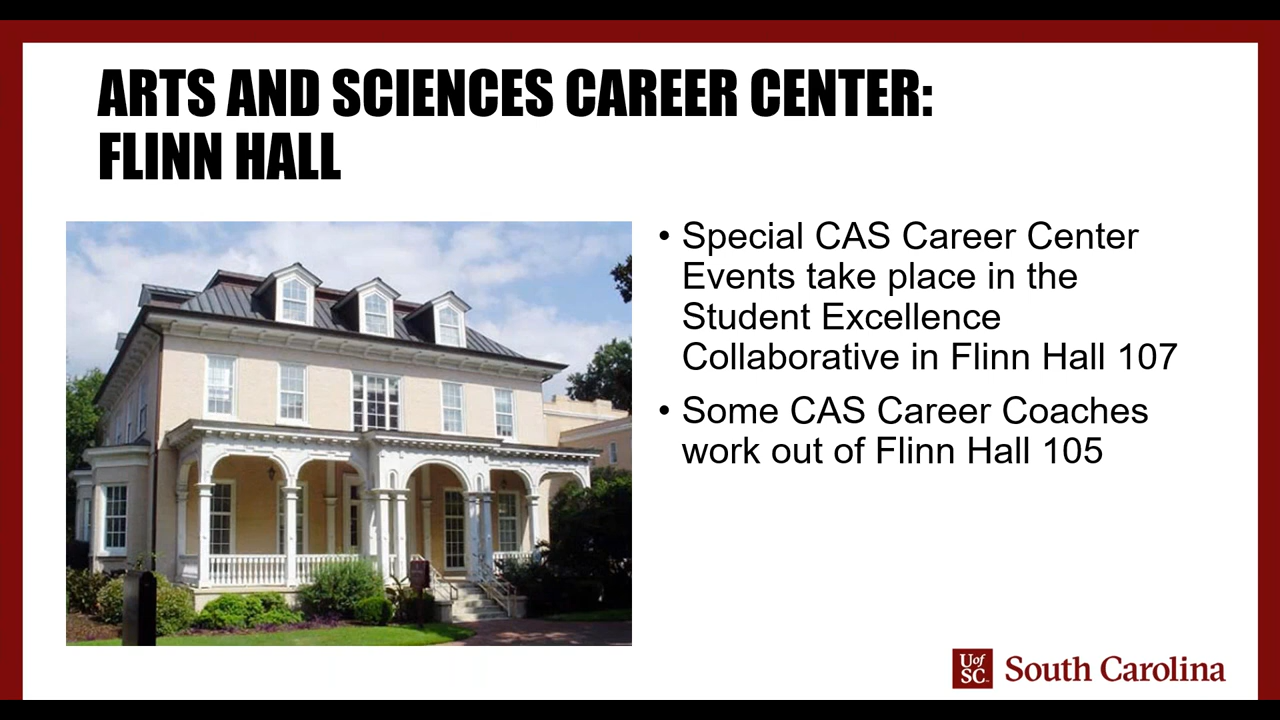 ARTS AND SCIENCES CAREER CENTER:
FLINN HALL
• Special CAS Career Center
Events take place in the
Student Excellence
Collaborative in Flinn Hall 107
• Some CAS Career Coaches
work out of Flinn Hall 105
UofSC
South Carolina